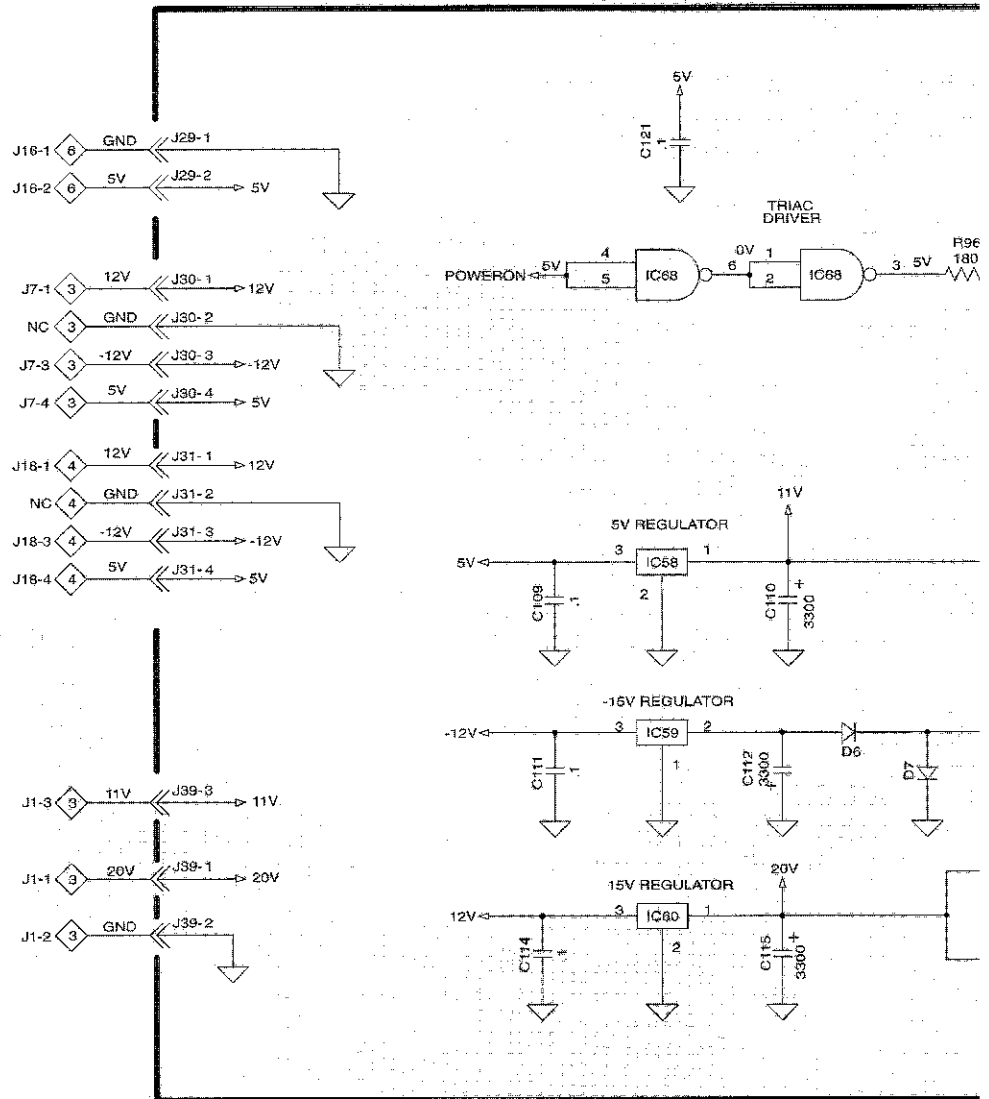 5V
C121
.1
J16-1 6 GND J29-1
J16-2 6 5V J29-2 5V
TRIAC
DRIVER
R96
180
POWERON 5V 4 5 IC68 6 0V 1 2 IC68 3 5V
J7-1 3 12V J30-1 12V
NC 3 GND J30-2
J7-3 3 -12V J30-3 -12V
J7-4 3 5V J30-4 5V
J18-1 4 12V J31-1 12V
NC 4 GND J31-2
J18-3 4 -12V J31-3 -12V
J18-4 4 5V J31-4 5V
11V
5V REGULATOR
5V 3 IC58 1
2
C109
.1
C110
+
3300
-15V REGULATOR
-12V 3 IC59 2
1
C111
.1
C112
3300
+
D6
D7
J1-3 3 11V J39-3 11V
J1-1 3 20V J39-1 20V
J1-2 3 GND J39-2
20V
15V REGULATOR
12V 3 IC60 1
2
C114
C115
+
3300